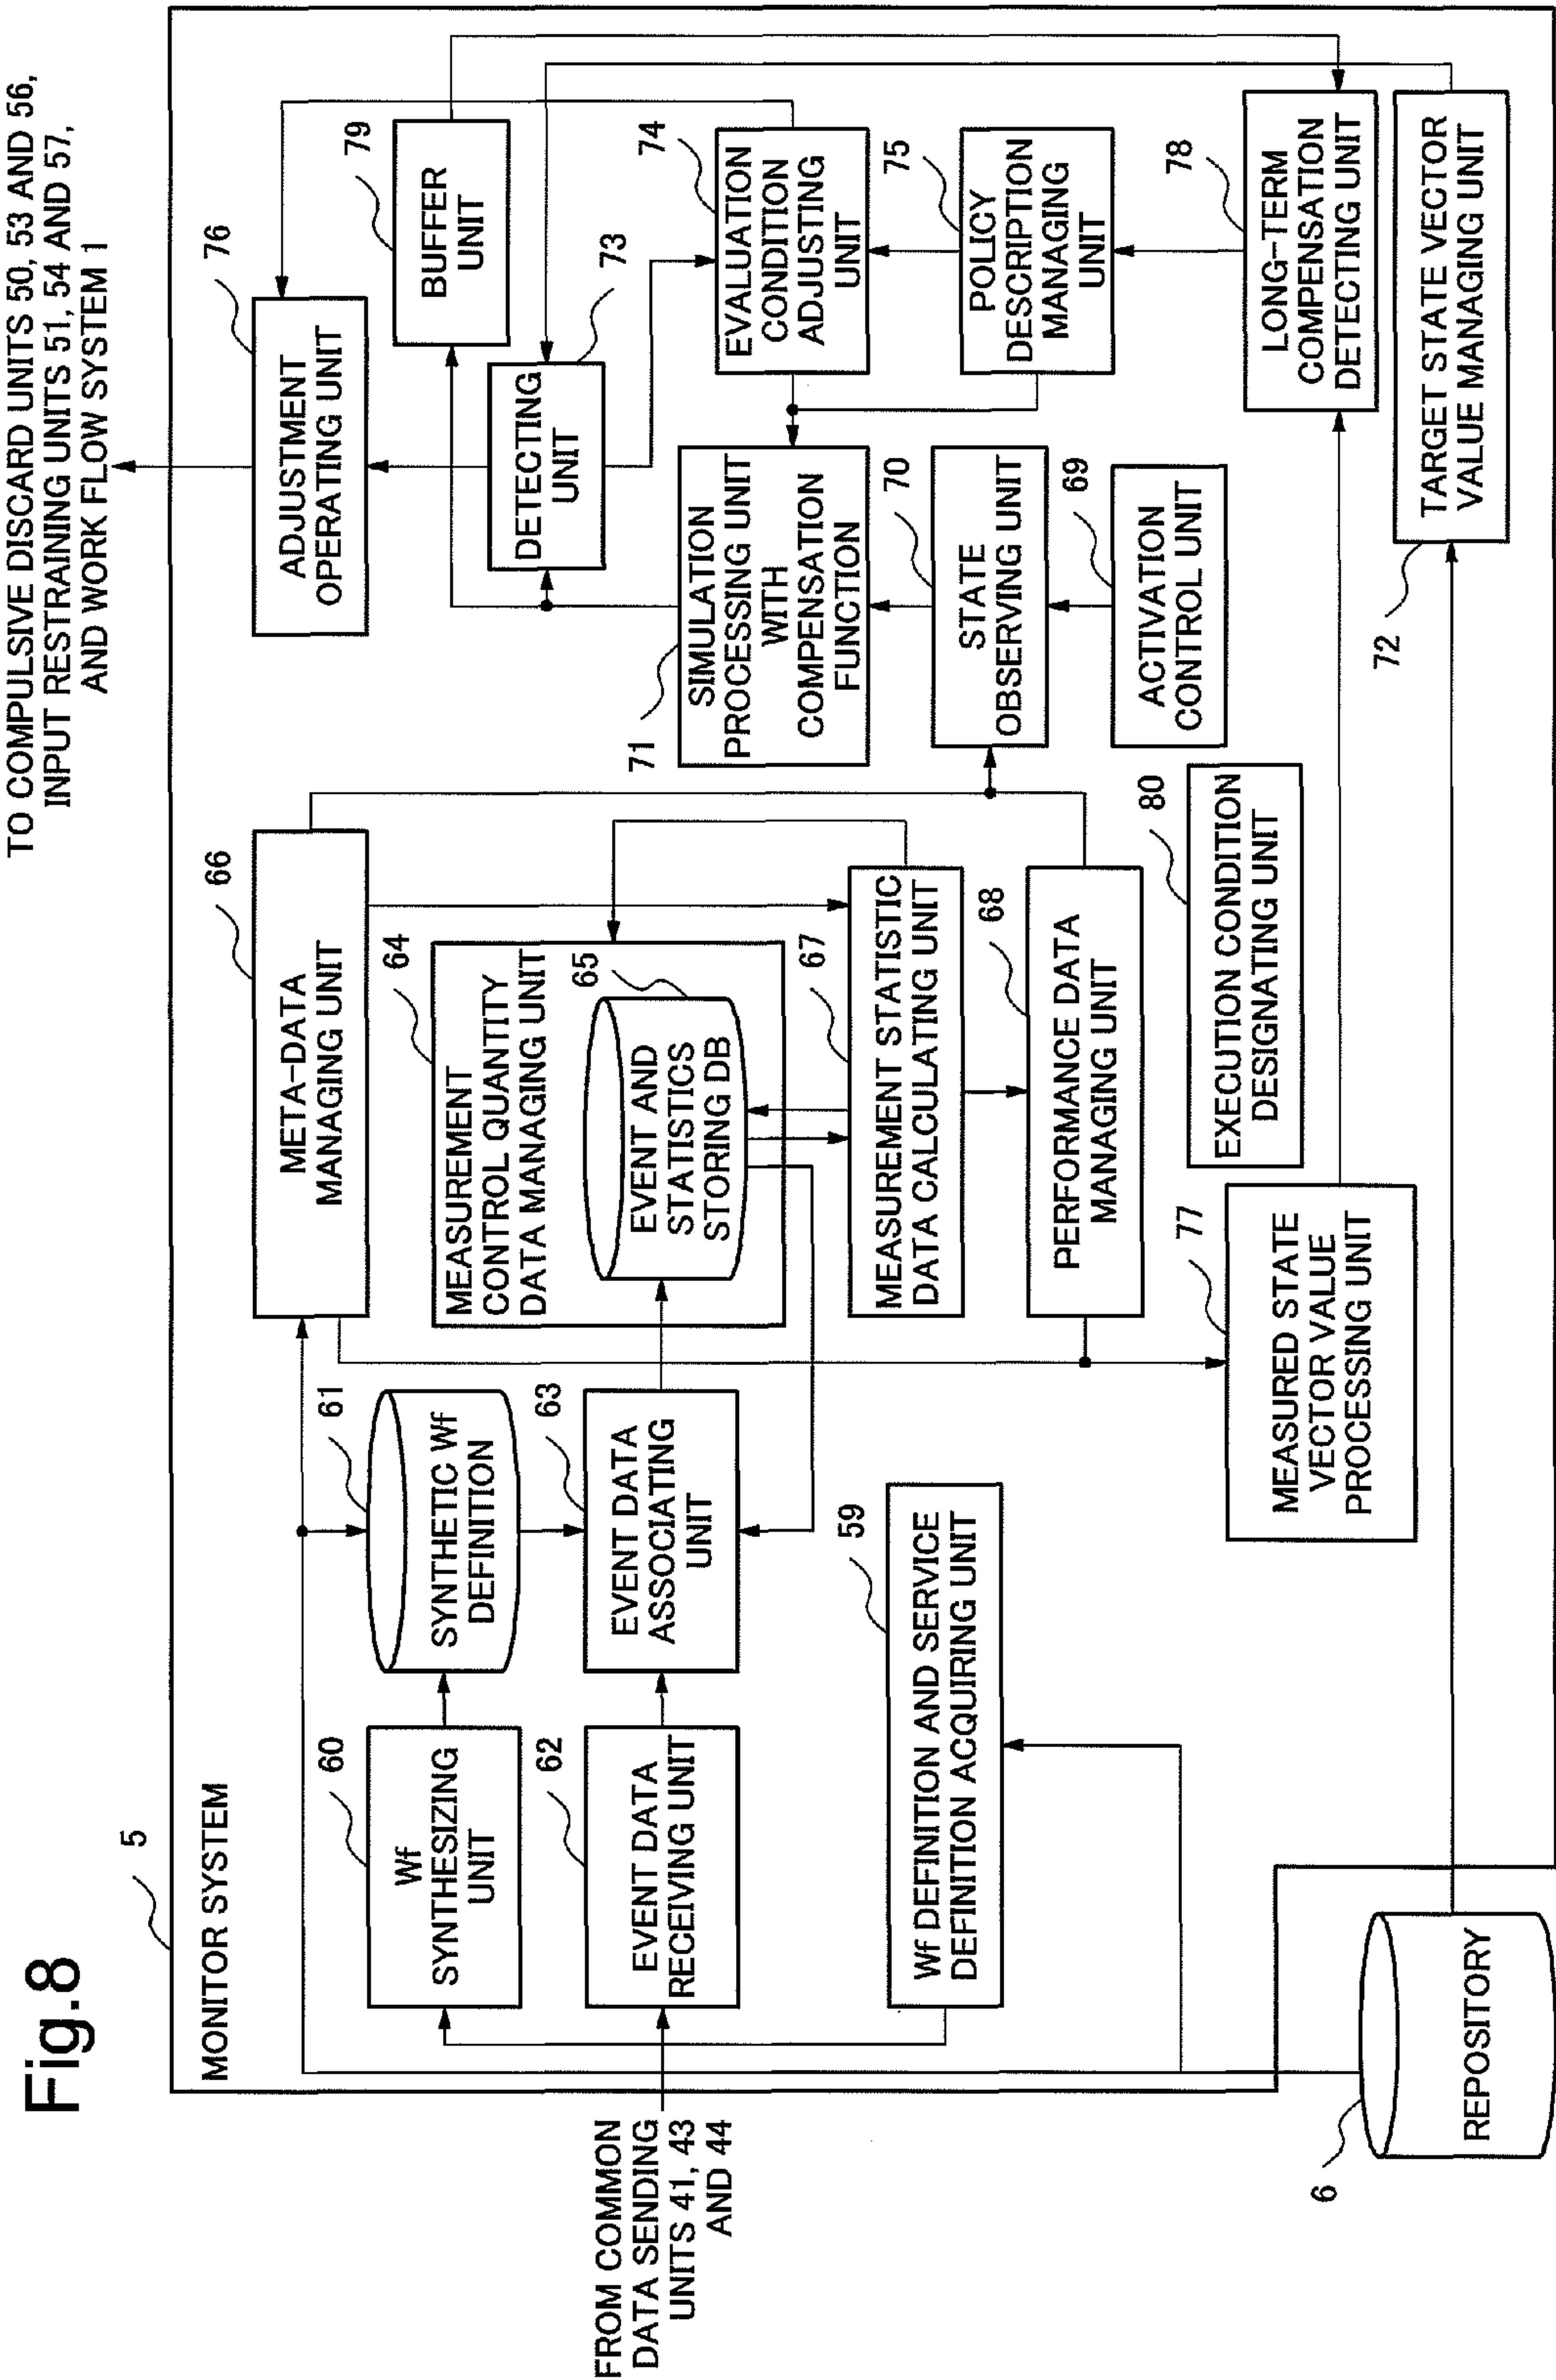 Fig.8
5
MONITOR SYSTEM
TO COMPULSIVE DISCARD UNITS 50, 53 AND 56,
INPUT RESTRAINING UNITS 51, 54 AND 57,
AND WORK FLOW SYSTEM 1
60
Wf
SYNTHESIZING
UNIT
61
SYNTHETIC Wf
DEFINITION
66
META-DATA
MANAGING UNIT
76
ADJUSTMENT
OPERATING UNIT
79
BUFFER
UNIT
62
EVENT DATA
RECEIVING UNIT
63
EVENT DATA
ASSOCIATING
UNIT
64
MEASUREMENT
CONTROL QUANTITY
DATA MANAGING UNIT
65
EVENT AND
STATISTICS
STORING DB
73
DETECTING
UNIT
FROM COMMON
DATA SENDING
UNITS 41, 43
AND 44
71
SIMULATION
PROCESSING UNIT
WITH
COMPENSATION
FUNCTION
74
EVALUATION
CONDITION
ADJUSTING
UNIT
59
Wf DEFINITION AND SERVICE
DEFINITION ACQUIRING UNIT
67
MEASUREMENT STATISTIC
DATA CALCULATING UNIT
70
STATE
OBSERVING UNIT
75
POLICY
DESCRIPTION
MANAGING
UNIT
68
PERFORMANCE DATA
MANAGING UNIT
69
ACTIVATION
CONTROL UNIT
77
MEASURED STATE
VECTOR VALUE
PROCESSING UNIT
80
EXECUTION CONDITION
DESIGNATING UNIT
78
LONG-TERM
COMPENSATION
DETECTING UNIT
6
REPOSITORY
72
TARGET STATE VECTOR
VALUE MANAGING UNIT